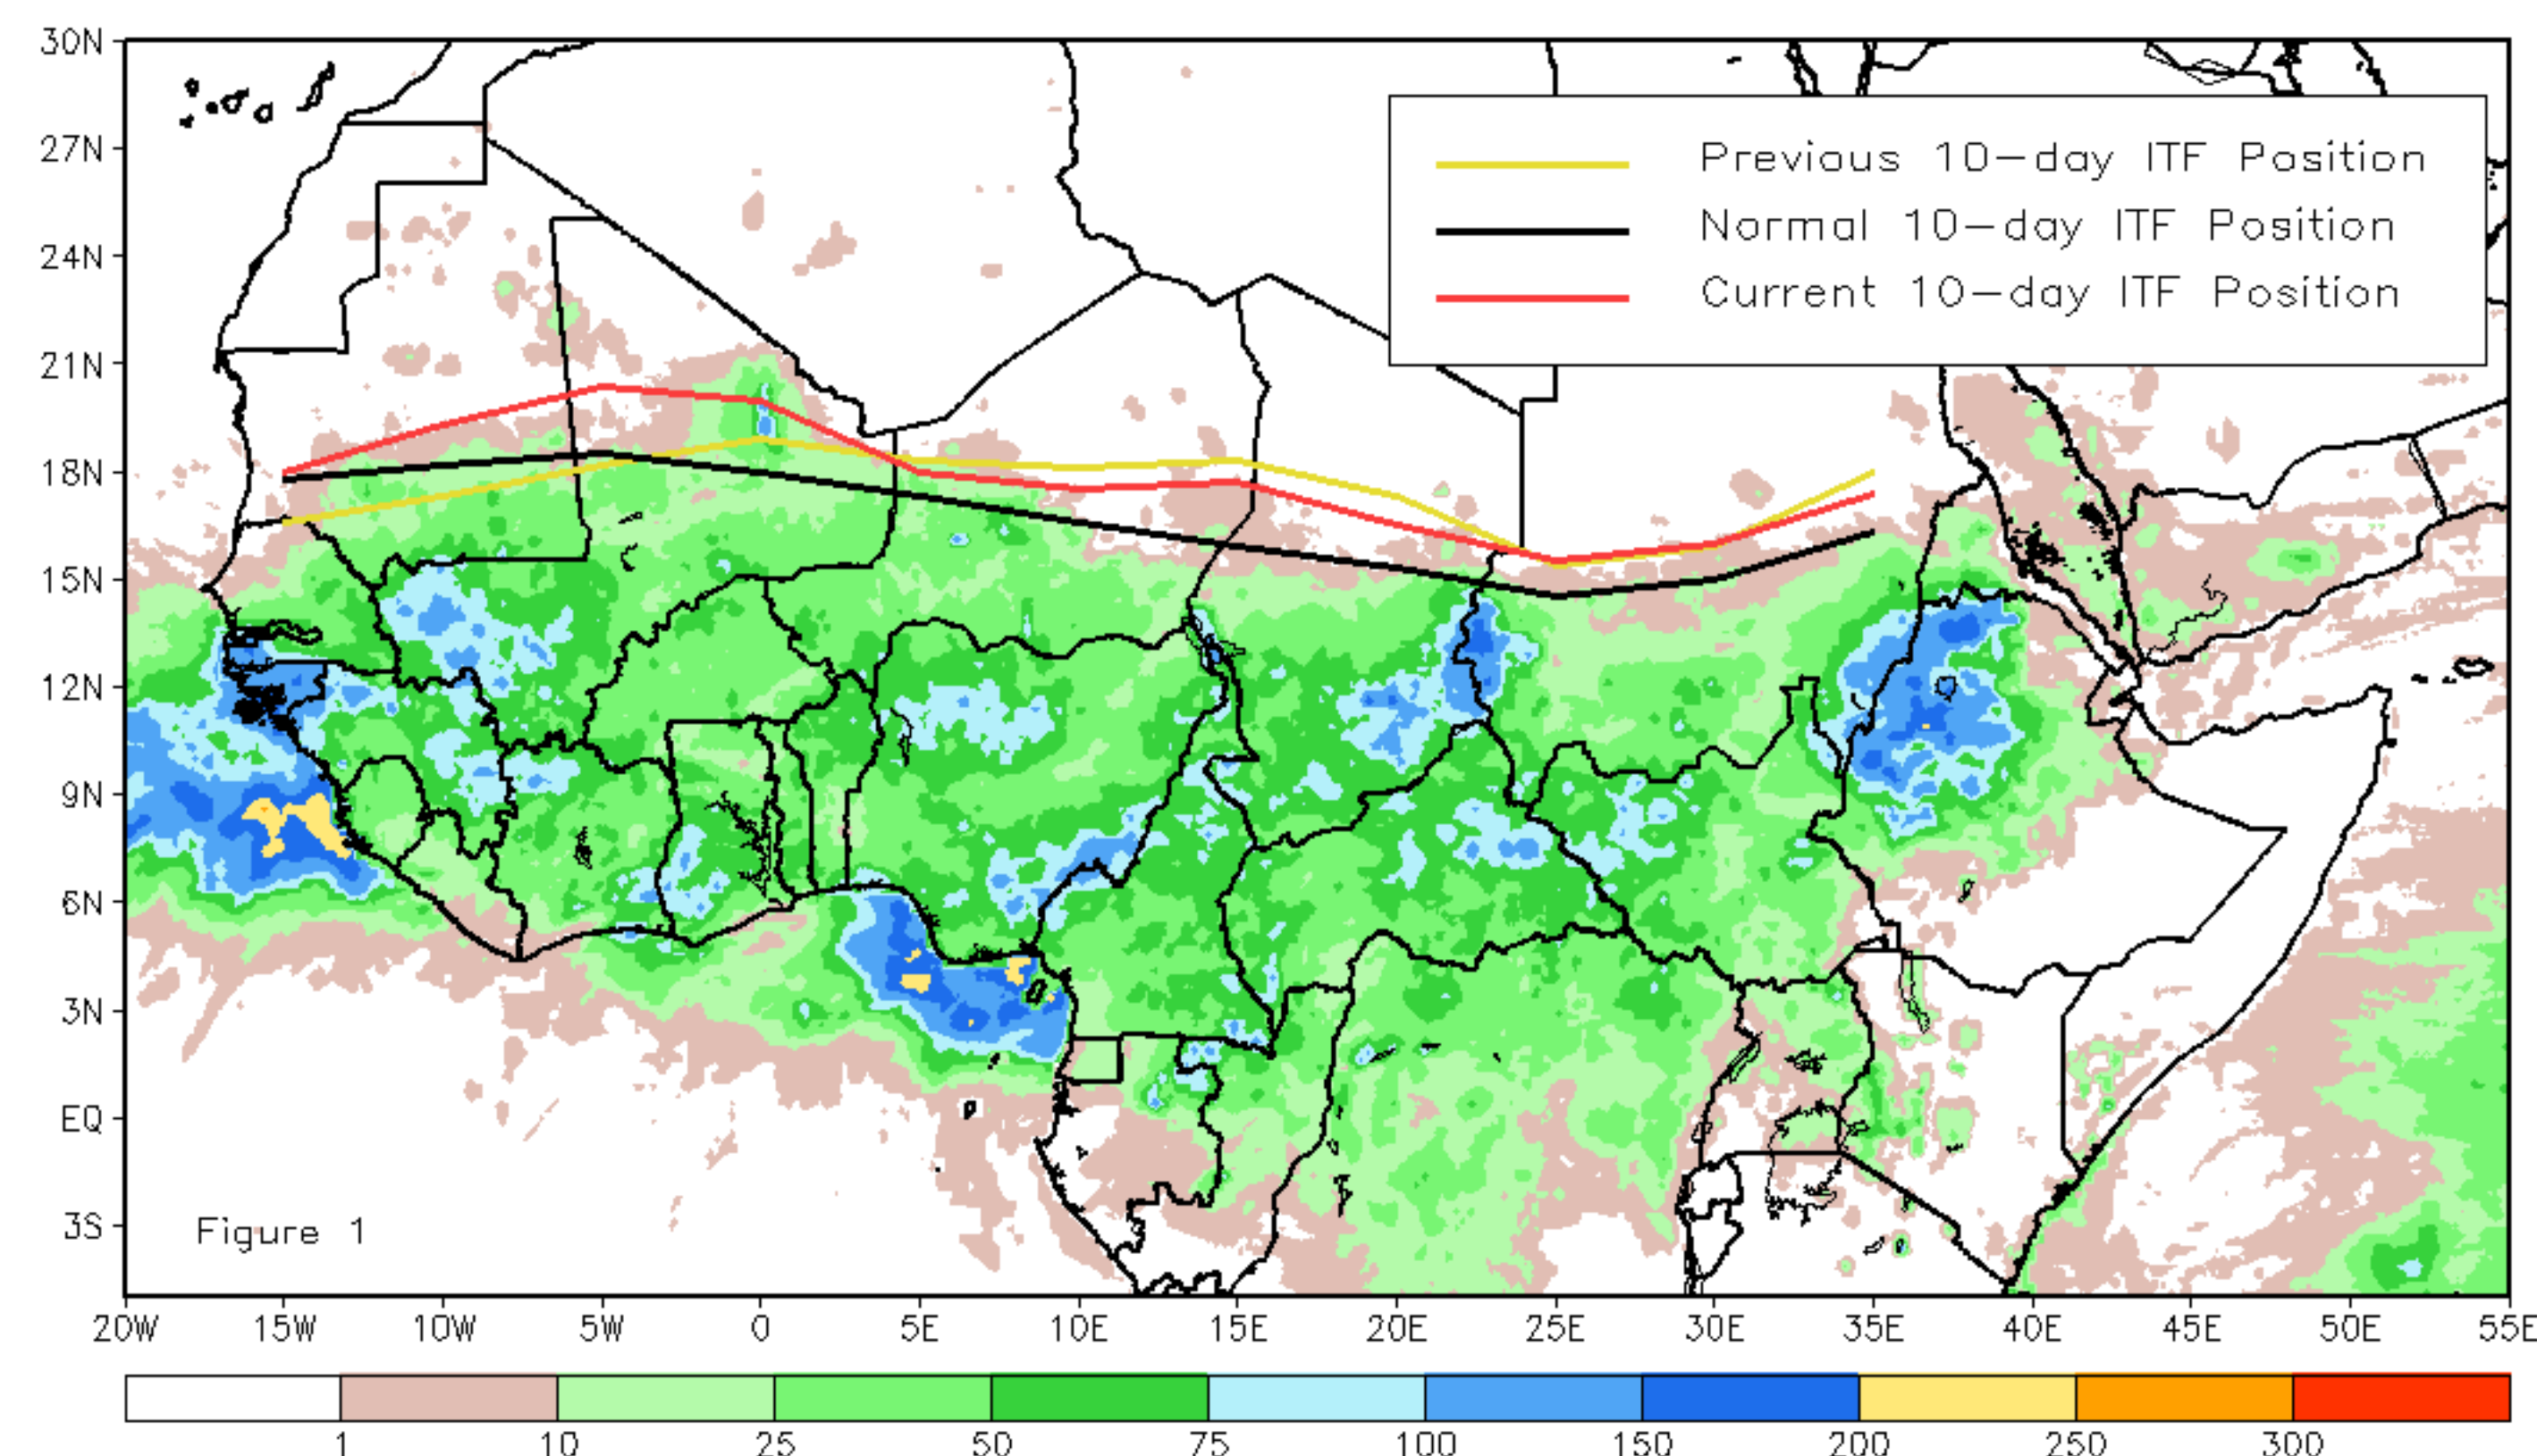 30N
27N
24N
21N
18N
15N
12N
9N
6N
3N
EQ
3S
Previous 10-day ITF Position
Normal 10-day ITF Position
Current 10-day ITF Position
Figure 1
20W 15W 10W 5W 0 5E 10E 15E 20E 25E 30E 35E 40E 45E 50E 55E
1 10 25 50 75 100 150 200 250 300